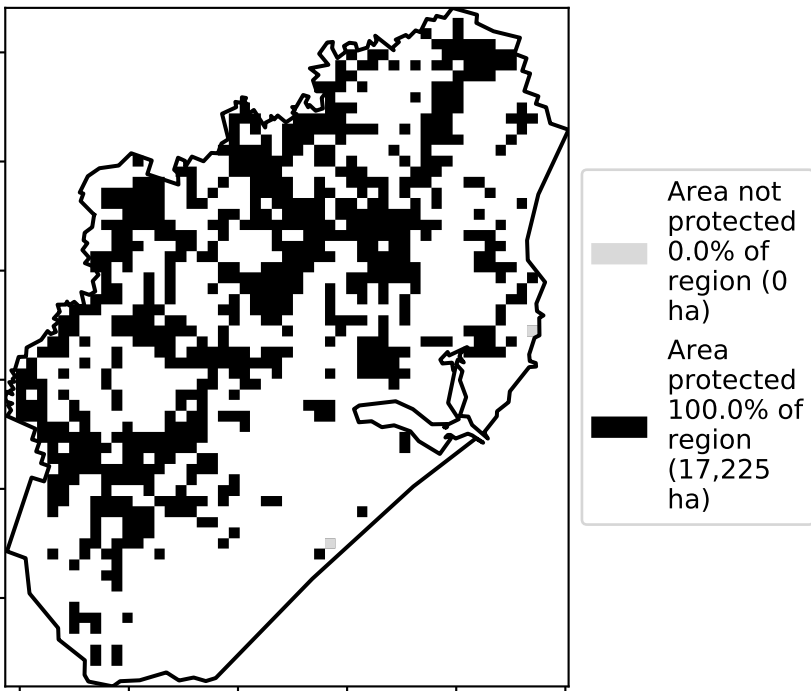 Area not
protected
0.0% of
region (0
ha)
Area
protected
100.0% of
region
(17,225
ha)